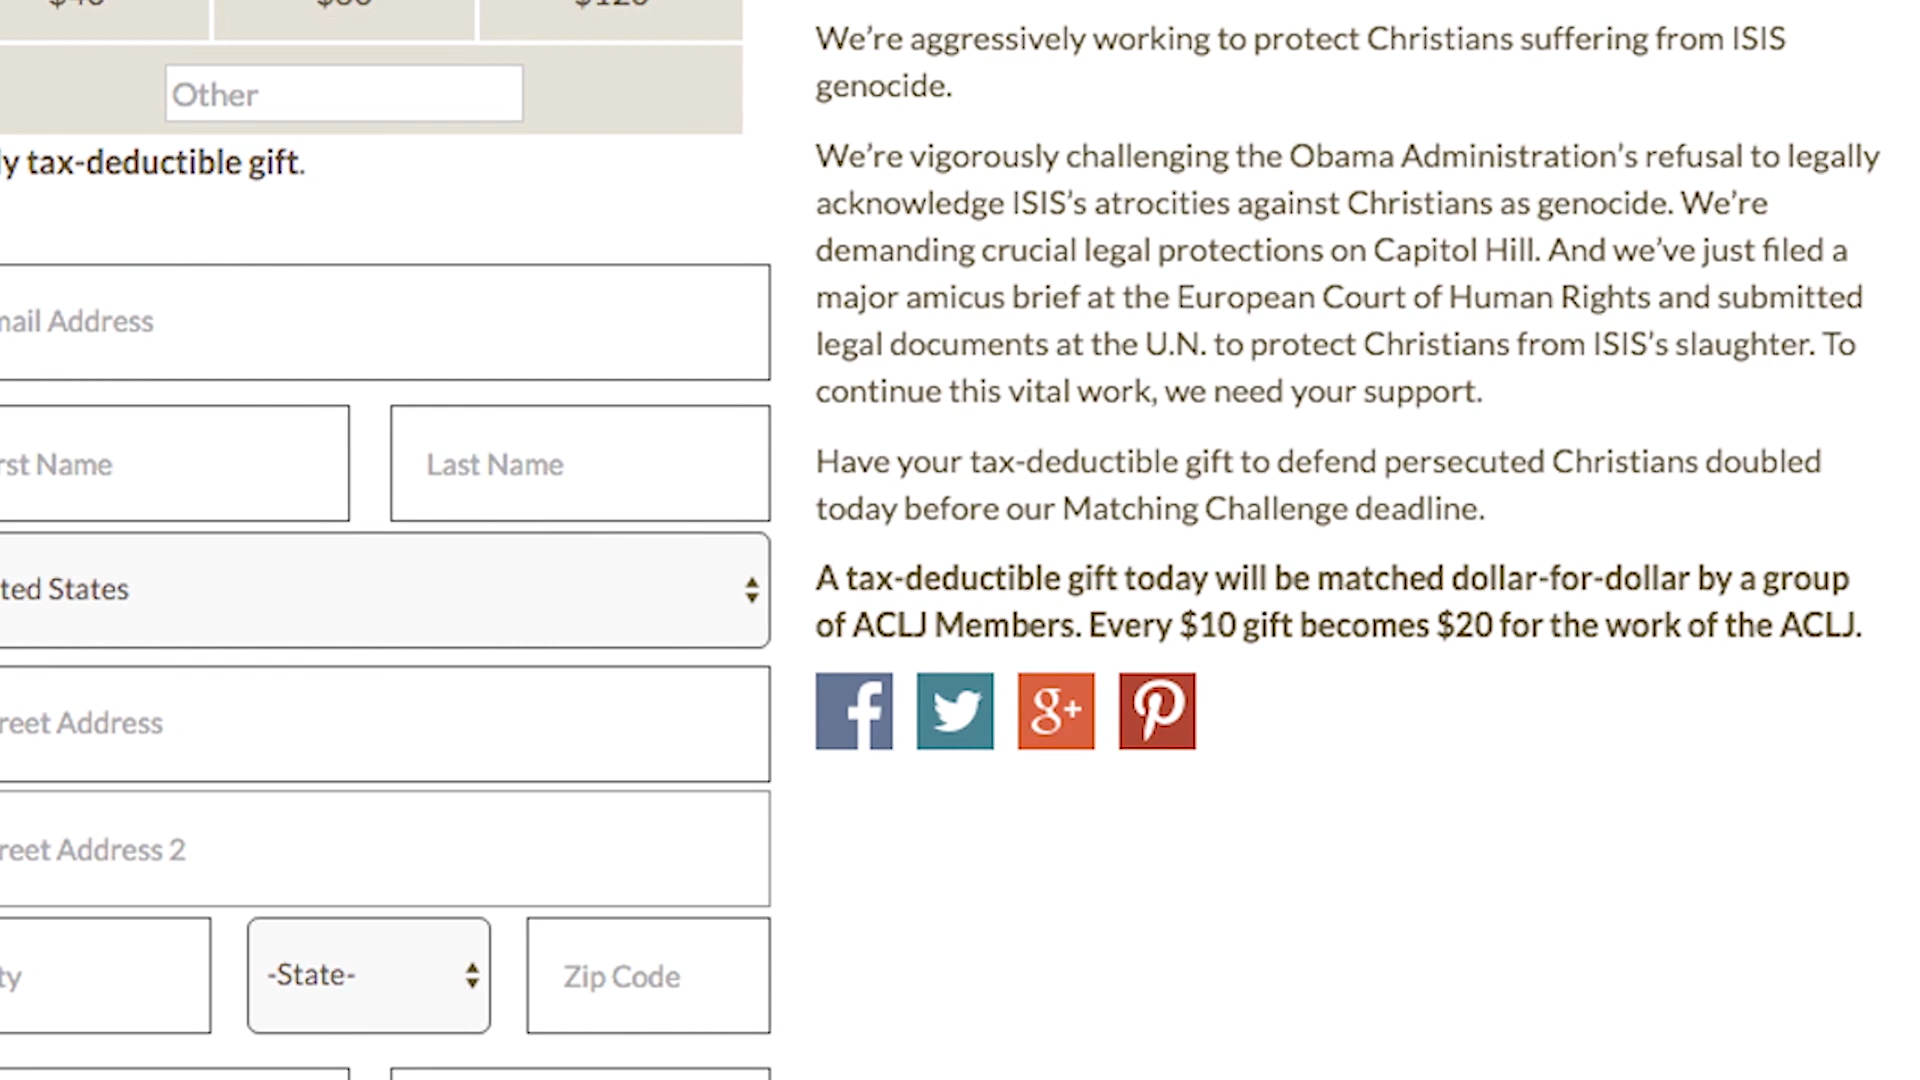 $120
Other
tax-deductible gift.
Address
Name
Last Name
States
Address
Address 2
-State-
Zip Code
We're aggressively working to protect Christians suffering from ISIS
genocide.
We're vigorously challenging the Obama Administration's refusal to legally
acknowledge ISIS's atrocities against Christians as genocide. We're
demanding crucial legal protections on Capitol Hill. And we've just filed a
major amicus brief at the European Court of Human Rights and submitted
legal documents at the U.N. to protect Christians from ISIS's slaughter. To
continue this vital work, we need your support.
Have your tax-deductible gift to defend persecuted Christians doubled
today before our Matching Challenge deadline.
A tax-deductible gift today will be matched dollar-for-dollar by a group
of ACLJ Members. Every $10 gift becomes $20 for the work of the ACLJ.
f
g+